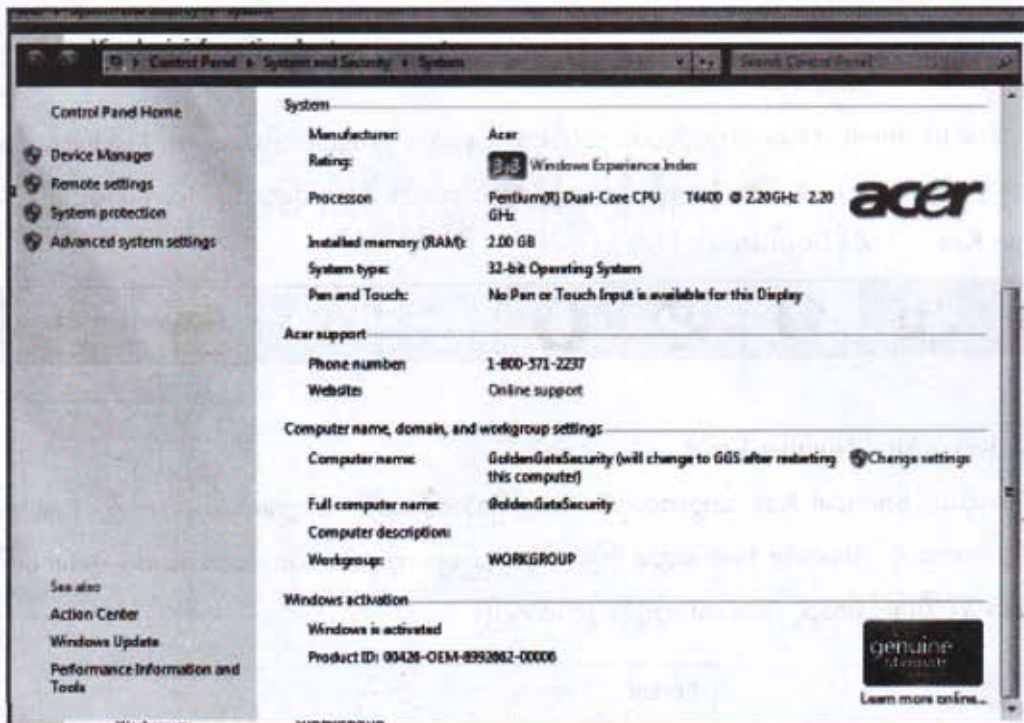 Control Panel ▸ System and Security ▸ System
Search Control Panel
Control Panel Home
Device Manager
Remote settings
System protection
Advanced system settings
System
Manufacturer: Acer
Rating: 3.3 Windows Experience Index
Processor: Pentium(R) Dual-Core CPU T4400 @ 2.20GHz 2.20
GHz
Installed memory (RAM): 2.00 GB
System type: 32-bit Operating System
Pen and Touch: No Pen or Touch Input is available for this Display
acer
Acer support
Phone number: 1-800-571-2237
Website: Online support
Computer name, domain, and workgroup settings
Computer name: GoldenGateSecurity (will change to GGS after restarting
this computer)
Change settings
Full computer name: GoldenGateSecurity
Computer description:
Workgroup: WORKGROUP
Windows activation
Windows is activated
Product ID: 00426-OEM-8992662-00006
genuine
Learn more online...
See also
Action Center
Windows Update
Performance Information and
Tools